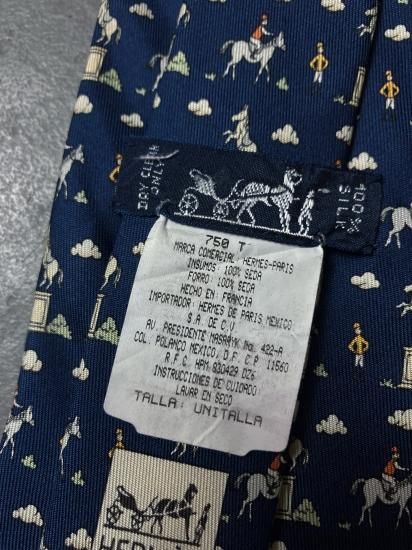 DRY CLEAN ONLY
100%
SILK
750 T
MARCA COMERCIAL: HERMES-PARIS
INSUMOS: 100% SEDA
FORRO: 100% SEDA
HECHO EN: FRANCIA
IMPORTADOR: HERMES DE PARIS MEXICO
S.A. DE C.V.
AV. PRESIDENTE MASARYK No. 422-A
COL. POLANCO MEXICO, D.F. C.P. 11560
R.F.C. HPM 930429 DZ6
INSTRUCCIONES DE CUIDADO:
LAVAR EN SECO
TALLA: UNITALLA